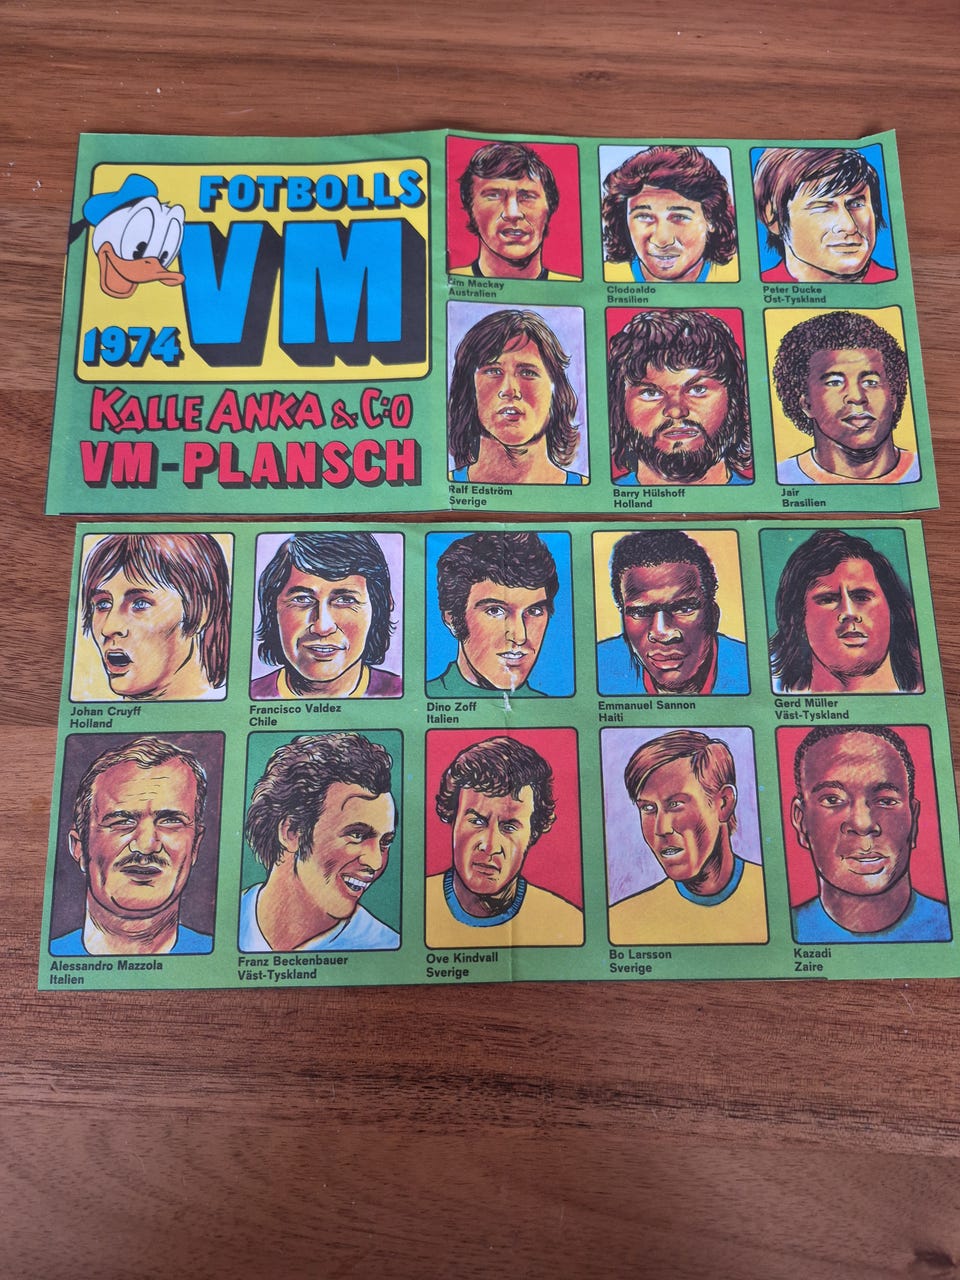 FOTBOLLS
VM
1974
KALLE ANKA & C:O
VM-PLANSCH
Mackay
Australien
Clodoaldo
Brasilien
Peter Ducke
Öst-Tyskland
Ralf Edström
Sverige
Barry Hülshoff
Holland
Jair
Brasilien
Johan Cruyff
Holland
Francisco Valdez
Chile
Dino Zoff
Italien
Emmanuel Sannon
Haiti
Gerd Müller
Väst-Tyskland
Alessandro Mazzola
Italien
Franz Beckenbauer
Väst-Tyskland
Ove Kindvall
Sverige
Bo Larsson
Sverige
Kazadi
Zaire